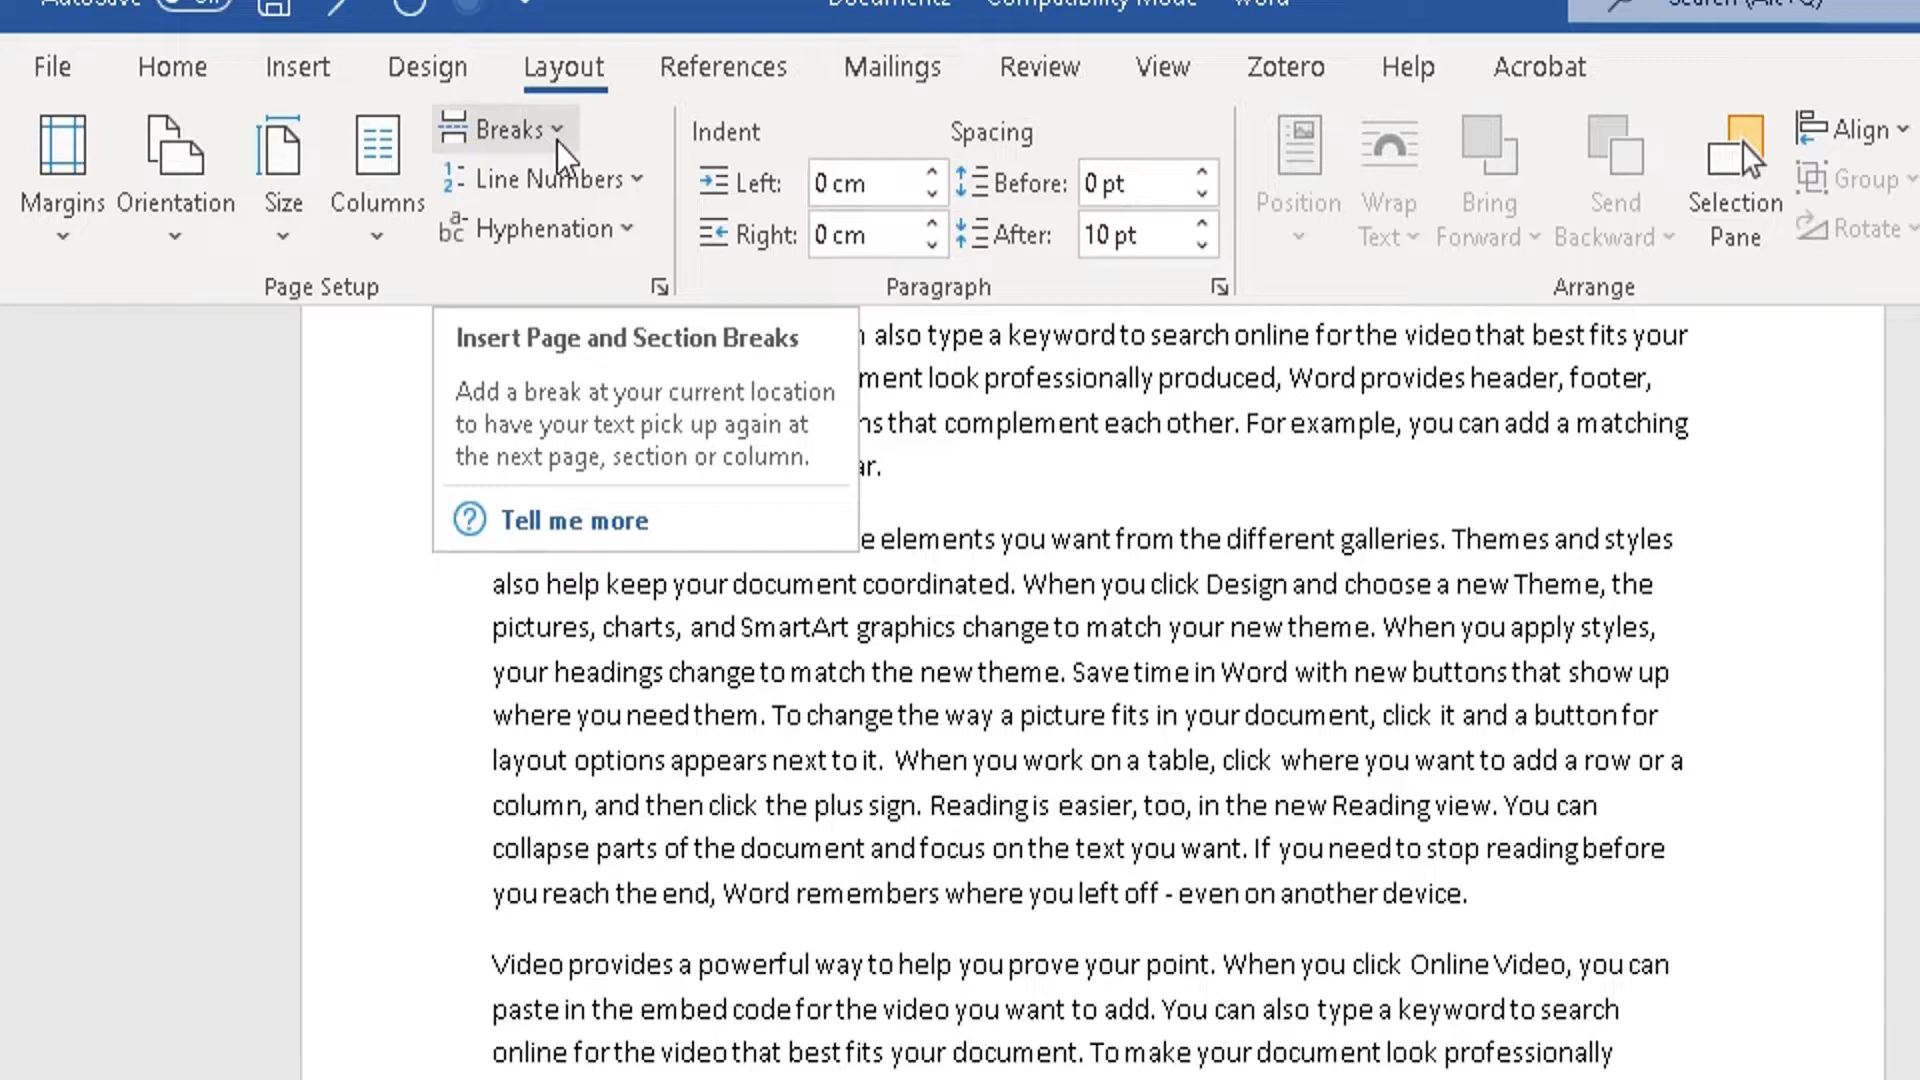 File Home Insert Design Layout References Mailings Review View Zotero Help Acrobat
Margins Orientation Size Columns
Breaks
Line Numbers
Hyphenation
Page Setup
Indent
Left: 0 cm
Right: 0 cm
Spacing
Before: 0 pt
After: 10 pt
Paragraph
Position
Wrap
Text
Bring
Forward
Send
Backward
Selection
Pane
Align
Group
Rotate
Arrange
Insert Page and Section Breaks
Add a break at your current location
to have your text pick up again at
the next page, section or column.
Tell me more
also type a keyword to search online for the video that best fits your
ment look professionally produced, Word provides header, footer,
ns that complement each other. For example, you can add a matching
ar.
e elements you want from the different galleries. Themes and styles
also help keep your document coordinated. When you click Design and choose a new Theme, the
pictures, charts, and SmartArt graphics change to match your new theme. When you apply styles,
your headings change to match the new theme. Save time in Word with new buttons that show up
where you need them. To change the way a picture fits in your document, click it and a button for
layout options appears next to it. When you work on a table, click where you want to add a row or a
column, and then click the plus sign. Reading is easier, too, in the new Reading view. You can
collapse parts of the document and focus on the text you want. If you need to stop reading before
you reach the end, Word remembers where you left off - even on another device.
Video provides a powerful way to help you prove your point. When you click Online Video, you can
paste in the embed code for the video you want to add. You can also type a keyword to search
online for the video that best fits your document. To make your document look professionally